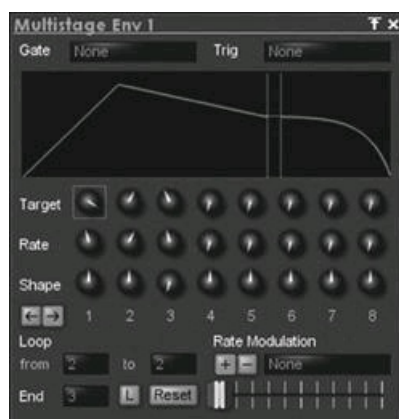 Multistage Env 1
Gate None Trig None
Target
Rate
Shape
1 2 3 4 5 6 7 8
Loop Rate Modulation
from 2 to 2 + - None
End 3 L Reset